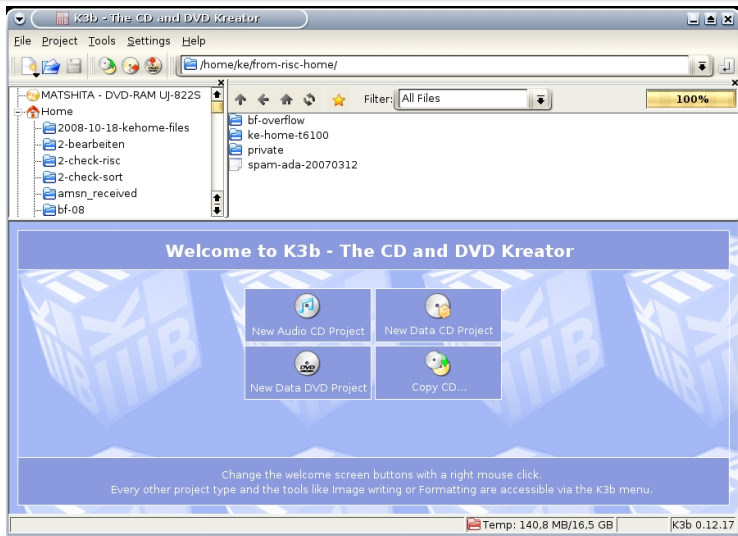 K3b - The CD and DVD Kreator
File Project Tools Settings Help
/home/ke/from-risc-home/
MATSHITA - DVD-RAM UJ-822S
Home
2008-10-18-kehome-files
2-bearbeiten
2-check-risc
2-check-sort
amsn_received
bf-08
Filter: All Files
100%
bf-overflow
ke-home-t6100
private
spam-ada-20070312
Welcome to K3b - The CD and DVD Kreator
New Audio CD Project
New Data CD Project
New Data DVD Project
Copy CD...
Change the welcome screen buttons with a right mouse click.
Every other project type and the tools like Image writing or Formatting are accessible via the K3b menu.
Temp: 140,8 MB/16,5 GB
K3b 0.12.17